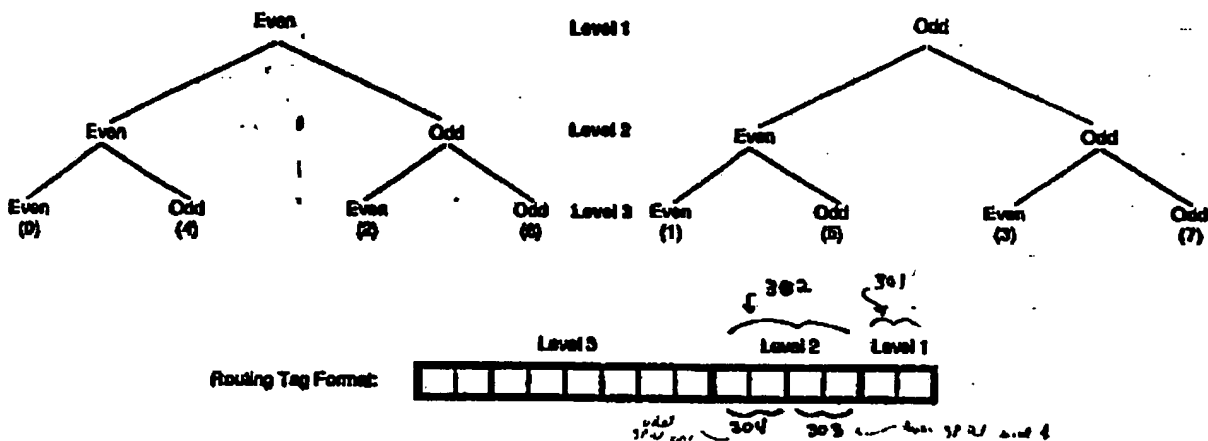 Even Level 1 Odd
Even Odd Level 2 Even Odd
Even Odd Even Odd Level 3 Even Odd Even Odd
(0) (4) (2) (6) (1) (5) (3) (7)
302 301
Level 3 Level 2 Level 1
Routing Tag Format:
304 303